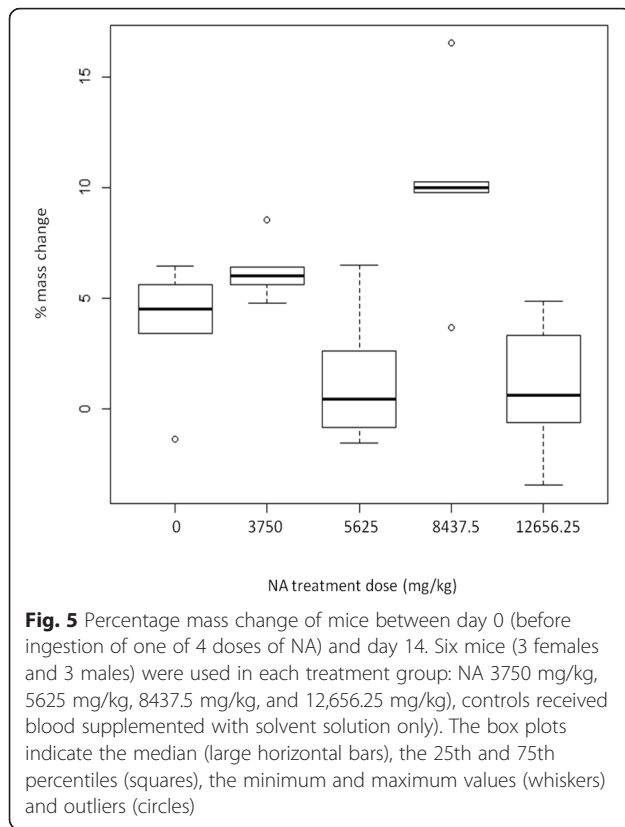 15
10
5
0
% mass change
0 3750 5625 8437.5 12656.25
NA treatment dose (mg/kg)
Fig. 5 Percentage mass change of mice between day 0 (before
ingestion of one of 4 doses of NA) and day 14. Six mice (3 females
and 3 males) were used in each treatment group: NA 3750 mg/kg,
5625 mg/kg, 8437.5 mg/kg, and 12,656.25 mg/kg), controls received
blood supplemented with solvent solution only). The box plots
indicate the median (large horizontal bars), the 25th and 75th
percentiles (squares), the minimum and maximum values (whiskers)
and outliers (circles)